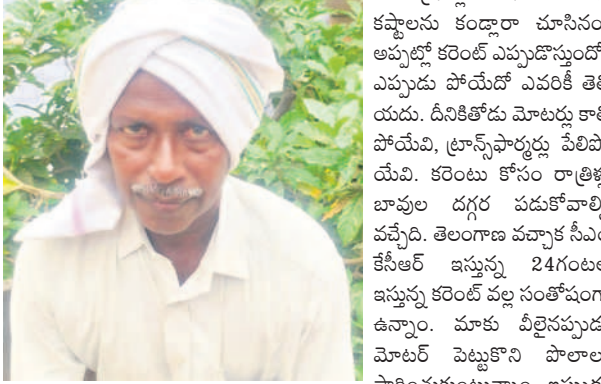 కష్టాలను కండ్లారా చూసినం
అప్పట్లో కరెంట్ ఎప్పుడొస్తుందో
ఎప్పుడు పోయేదో ఎవరికీ తెలి
యదు. దీనికితోడు మోటర్లు కాలి
పోయేవి, ట్రాన్స్‌ఫార్మర్లు పేలిపో
యేవి. కరెంటు కోసం రాత్రిళ్లు
బావుల దగ్గర పడుకోవాల్సి
వచ్చేది. తెలంగాణ వచ్చాక సీఎం
కేసీఆర్ ఇస్తున్న 24గంటల
ఇస్తున్న కరెంట్ వల్ల సంతోషంగా
ఉన్నాం. మాకు వీలైనప్పుడు
మోటర్ పెట్టుకొని పొలాలు